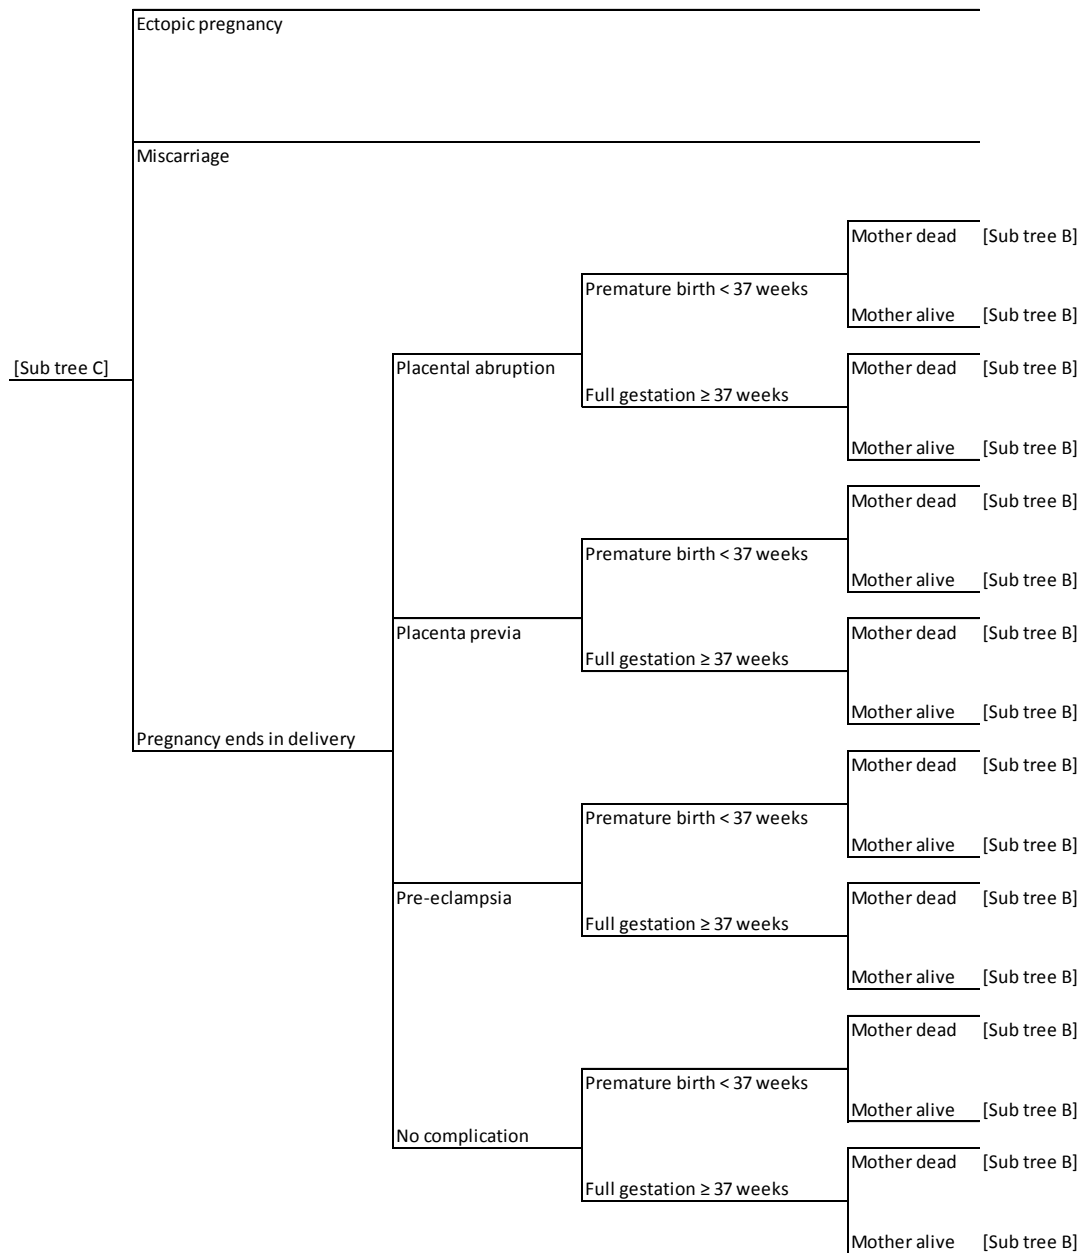 Ectopic pregnancy
Miscarriage
Mother dead [Sub tree B]
Premature birth < 37 weeks
Mother alive [Sub tree B]
[Sub tree C] Placental abruption Mother dead [Sub tree B]
Full gestation ≥ 37 weeks
Mother alive [Sub tree B]
Mother dead [Sub tree B]
Premature birth < 37 weeks
Mother alive [Sub tree B]
Placenta previa Mother dead [Sub tree B]
Full gestation ≥ 37 weeks
Mother alive [Sub tree B]
Pregnancy ends in delivery
Mother dead [Sub tree B]
Premature birth < 37 weeks
Mother alive [Sub tree B]
Pre-eclampsia Mother dead [Sub tree B]
Full gestation ≥ 37 weeks
Mother alive [Sub tree B]
Mother dead [Sub tree B]
Premature birth < 37 weeks
Mother alive [Sub tree B]
No complication
Mother dead [Sub tree B]
Full gestation ≥ 37 weeks
Mother alive [Sub tree B]